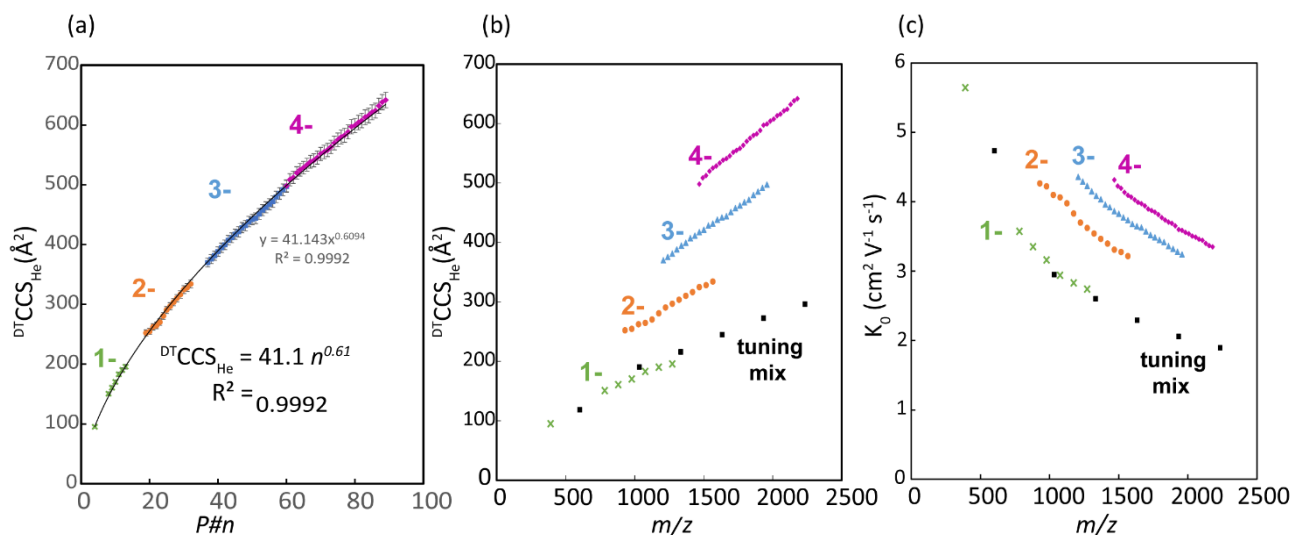 (a)
700
600
500
400
300
200
100
0
0 20 40 60 80 100
DTCCSHe(Å²)
P#n
1-
2-
3-
4-
y = 41.143x^0.6094
R² = 0.9992
DTCCSHe = 41.1 n^0.61
R² = 0.9992
(b)
700
600
500
400
300
200
100
0
0 500 1000 1500 2000 2500
DTCCSHe(Å²)
m/z
4-
3-
2-
1-
tuning
mix
(c)
6
5
4
3
2
1
0
0 500 1000 1500 2000 2500
K₀ (cm² V⁻¹ s⁻¹)
m/z
1-
2-
3-
4-
tuning
mix